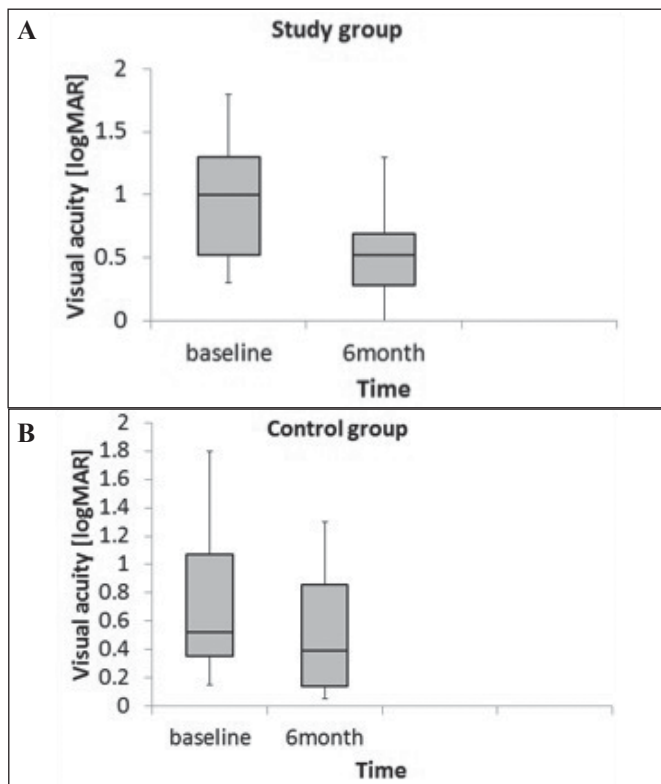 A
Study group
Visual acuity [logMAR]
2
1.5
1
0.5
0
baseline 6month
Time
B
Control group
Visual acuity [logMAR]
2
1.8
1.6
1.4
1.2
1
0.8
0.6
0.4
0.2
0
baseline 6month
Time